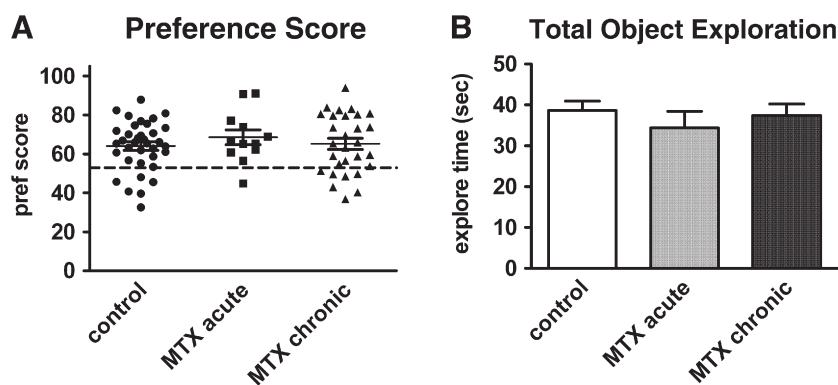 A Preference Score
pref score
100
80
60
40
20
0
control
MTX acute
MTX chronic
B Total Object Exploration
explore time (sec)
50
40
30
20
10
0
control
MTX acute
MTX chronic